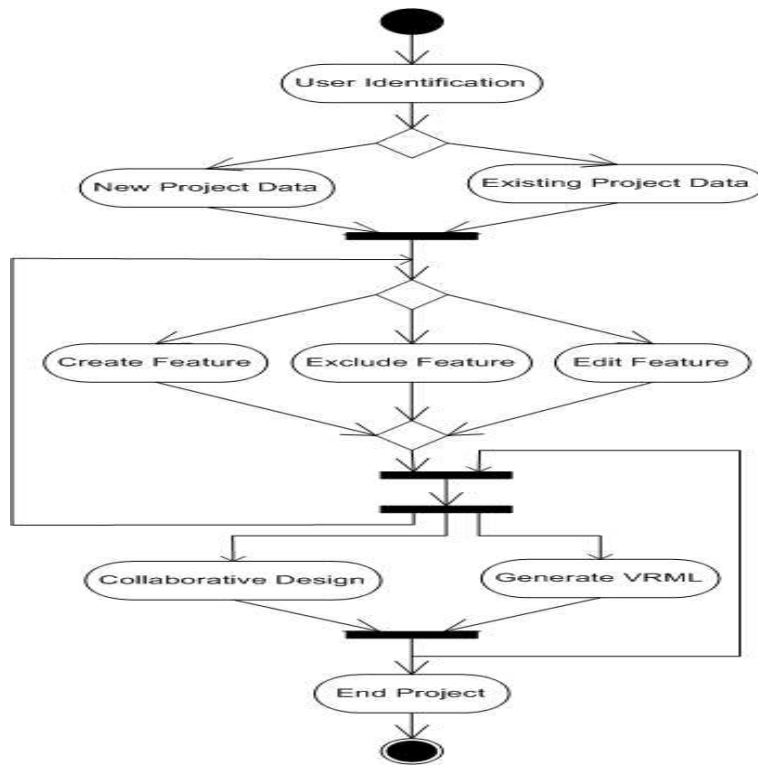 User Identification
New Project Data
Existing Project Data
Create Feature
Exclude Feature
Edit Feature
Collaborative Design
Generate VRML
End Project